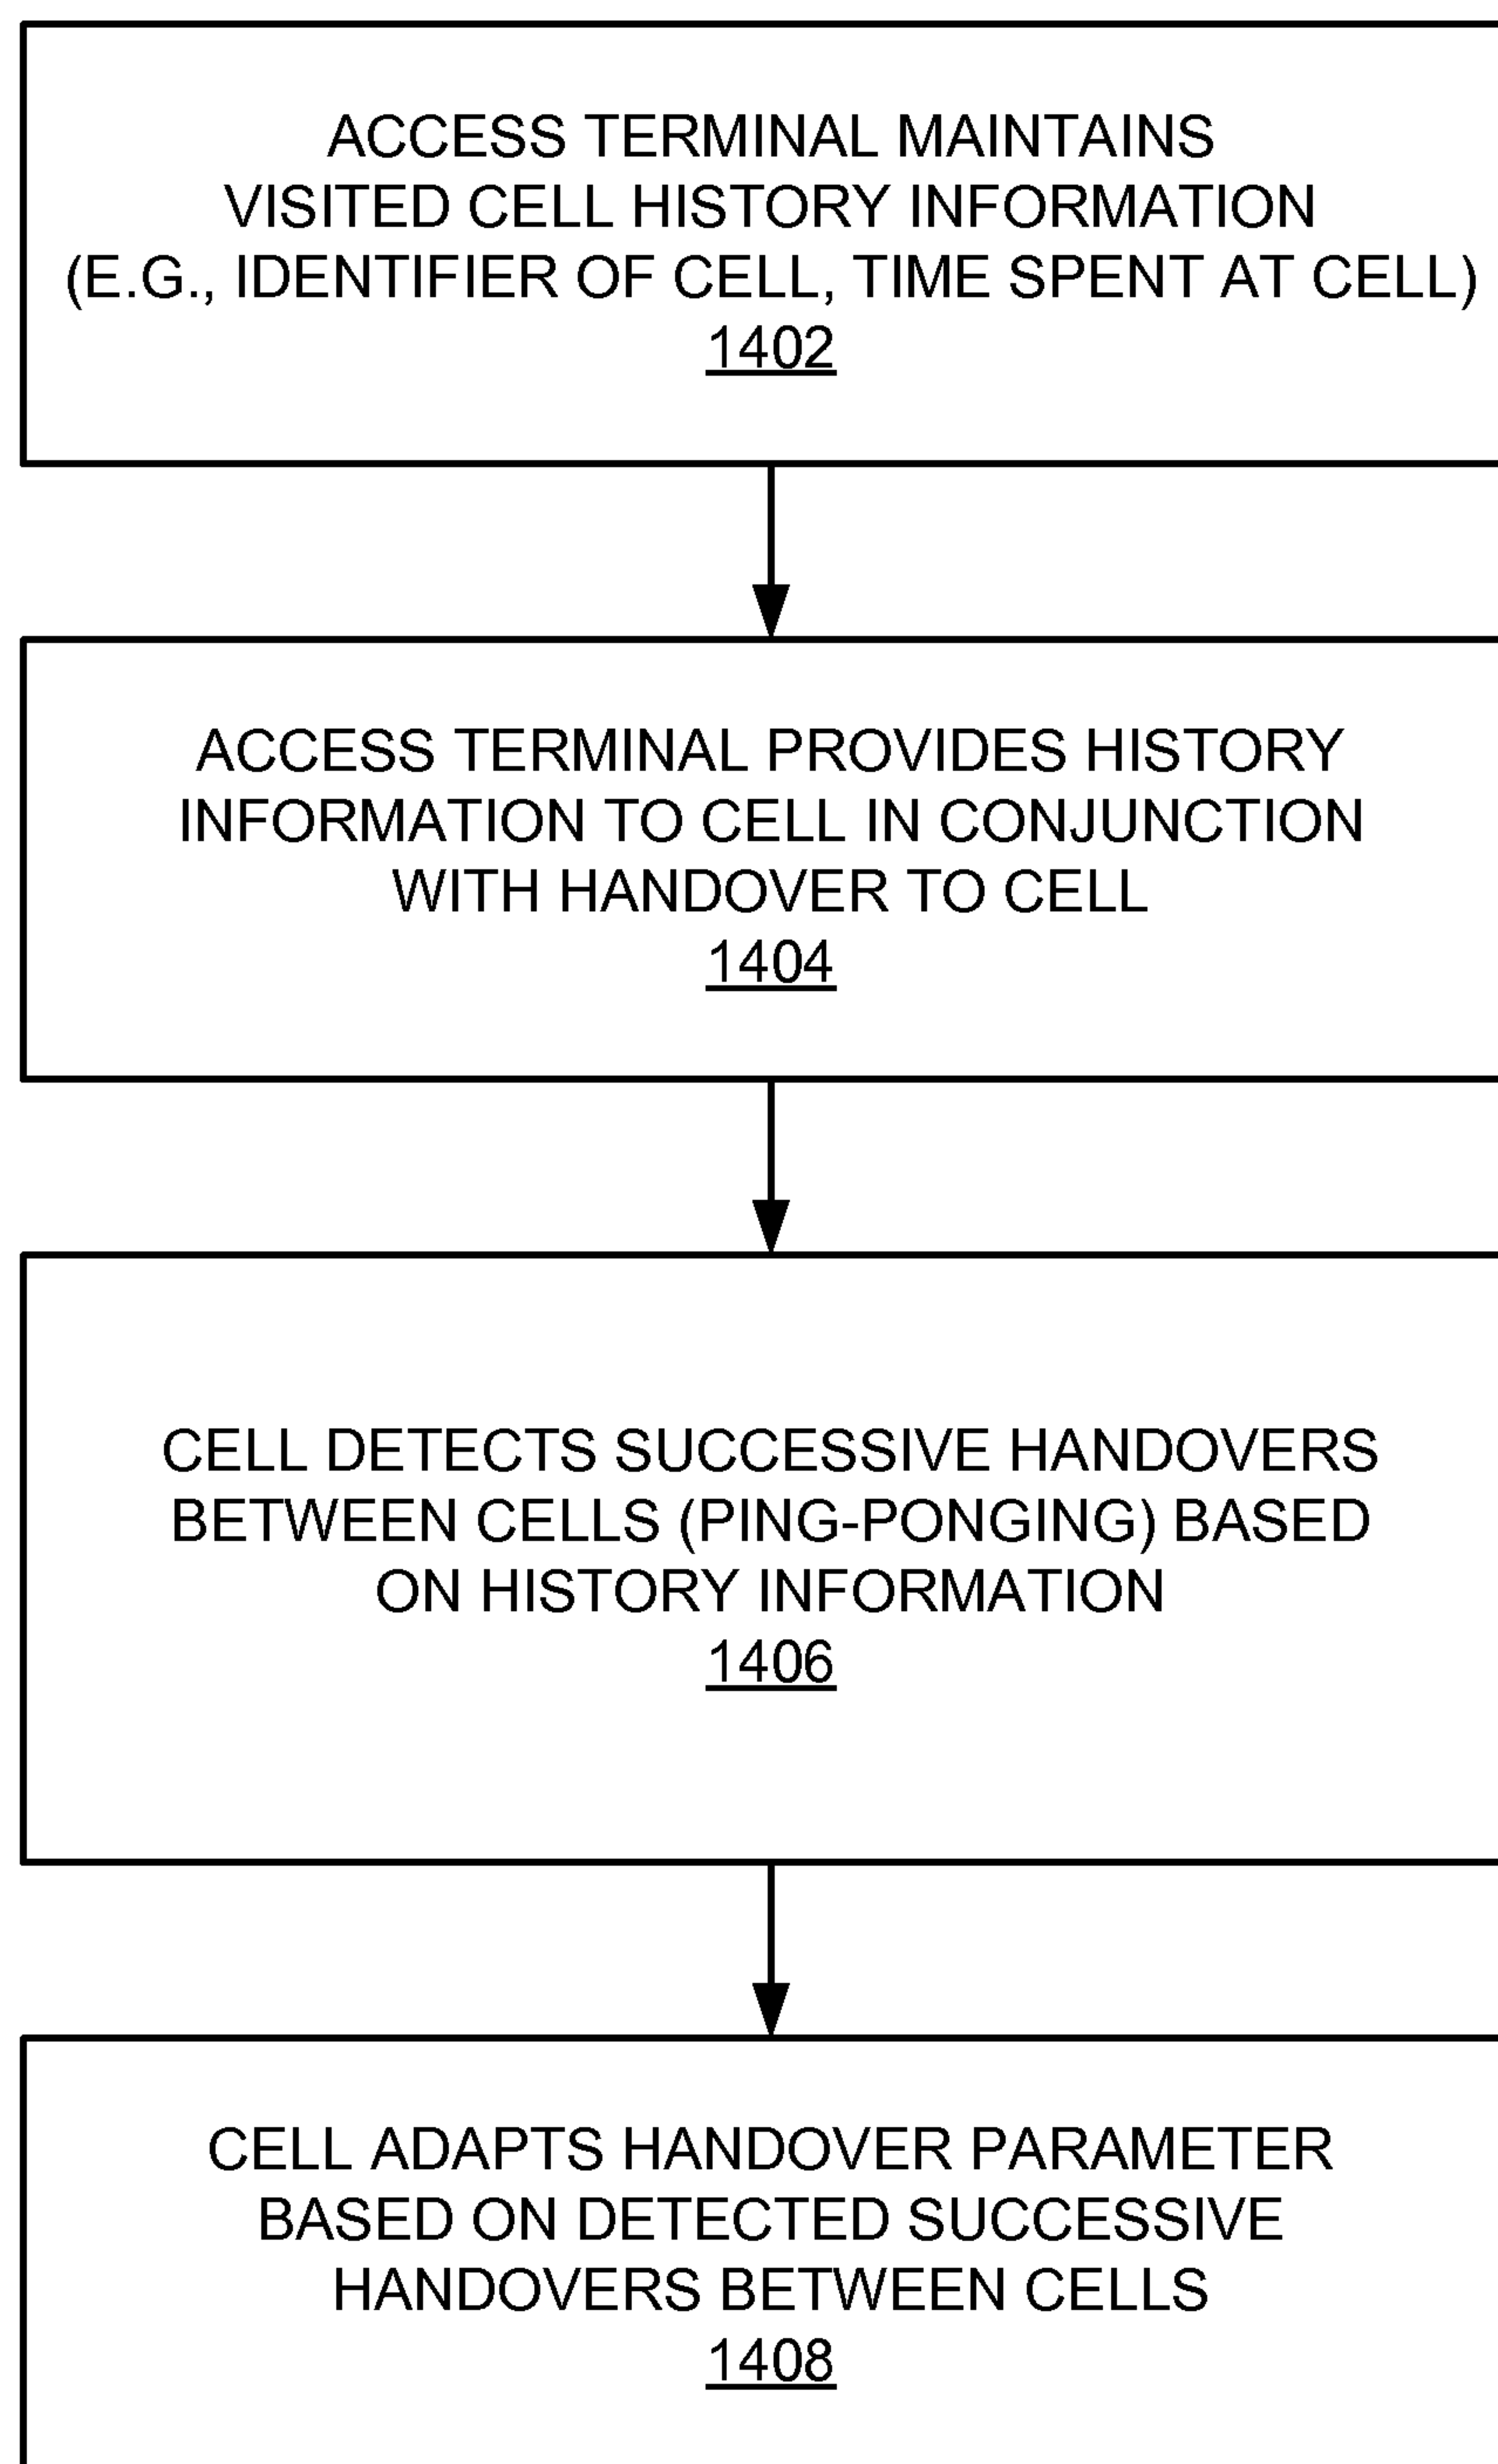 ACCESS TERMINAL MAINTAINS
VISITED CELL HISTORY INFORMATION
(E.G., IDENTIFIER OF CELL, TIME SPENT AT CELL)
1402
ACCESS TERMINAL PROVIDES HISTORY
INFORMATION TO CELL IN CONJUNCTION
WITH HANDOVER TO CELL
1404
CELL DETECTS SUCCESSIVE HANDOVERS
BETWEEN CELLS (PING-PONGING) BASED
ON HISTORY INFORMATION
1406
CELL ADAPTS HANDOVER PARAMETER
BASED ON DETECTED SUCCESSIVE
HANDOVERS BETWEEN CELLS
1408